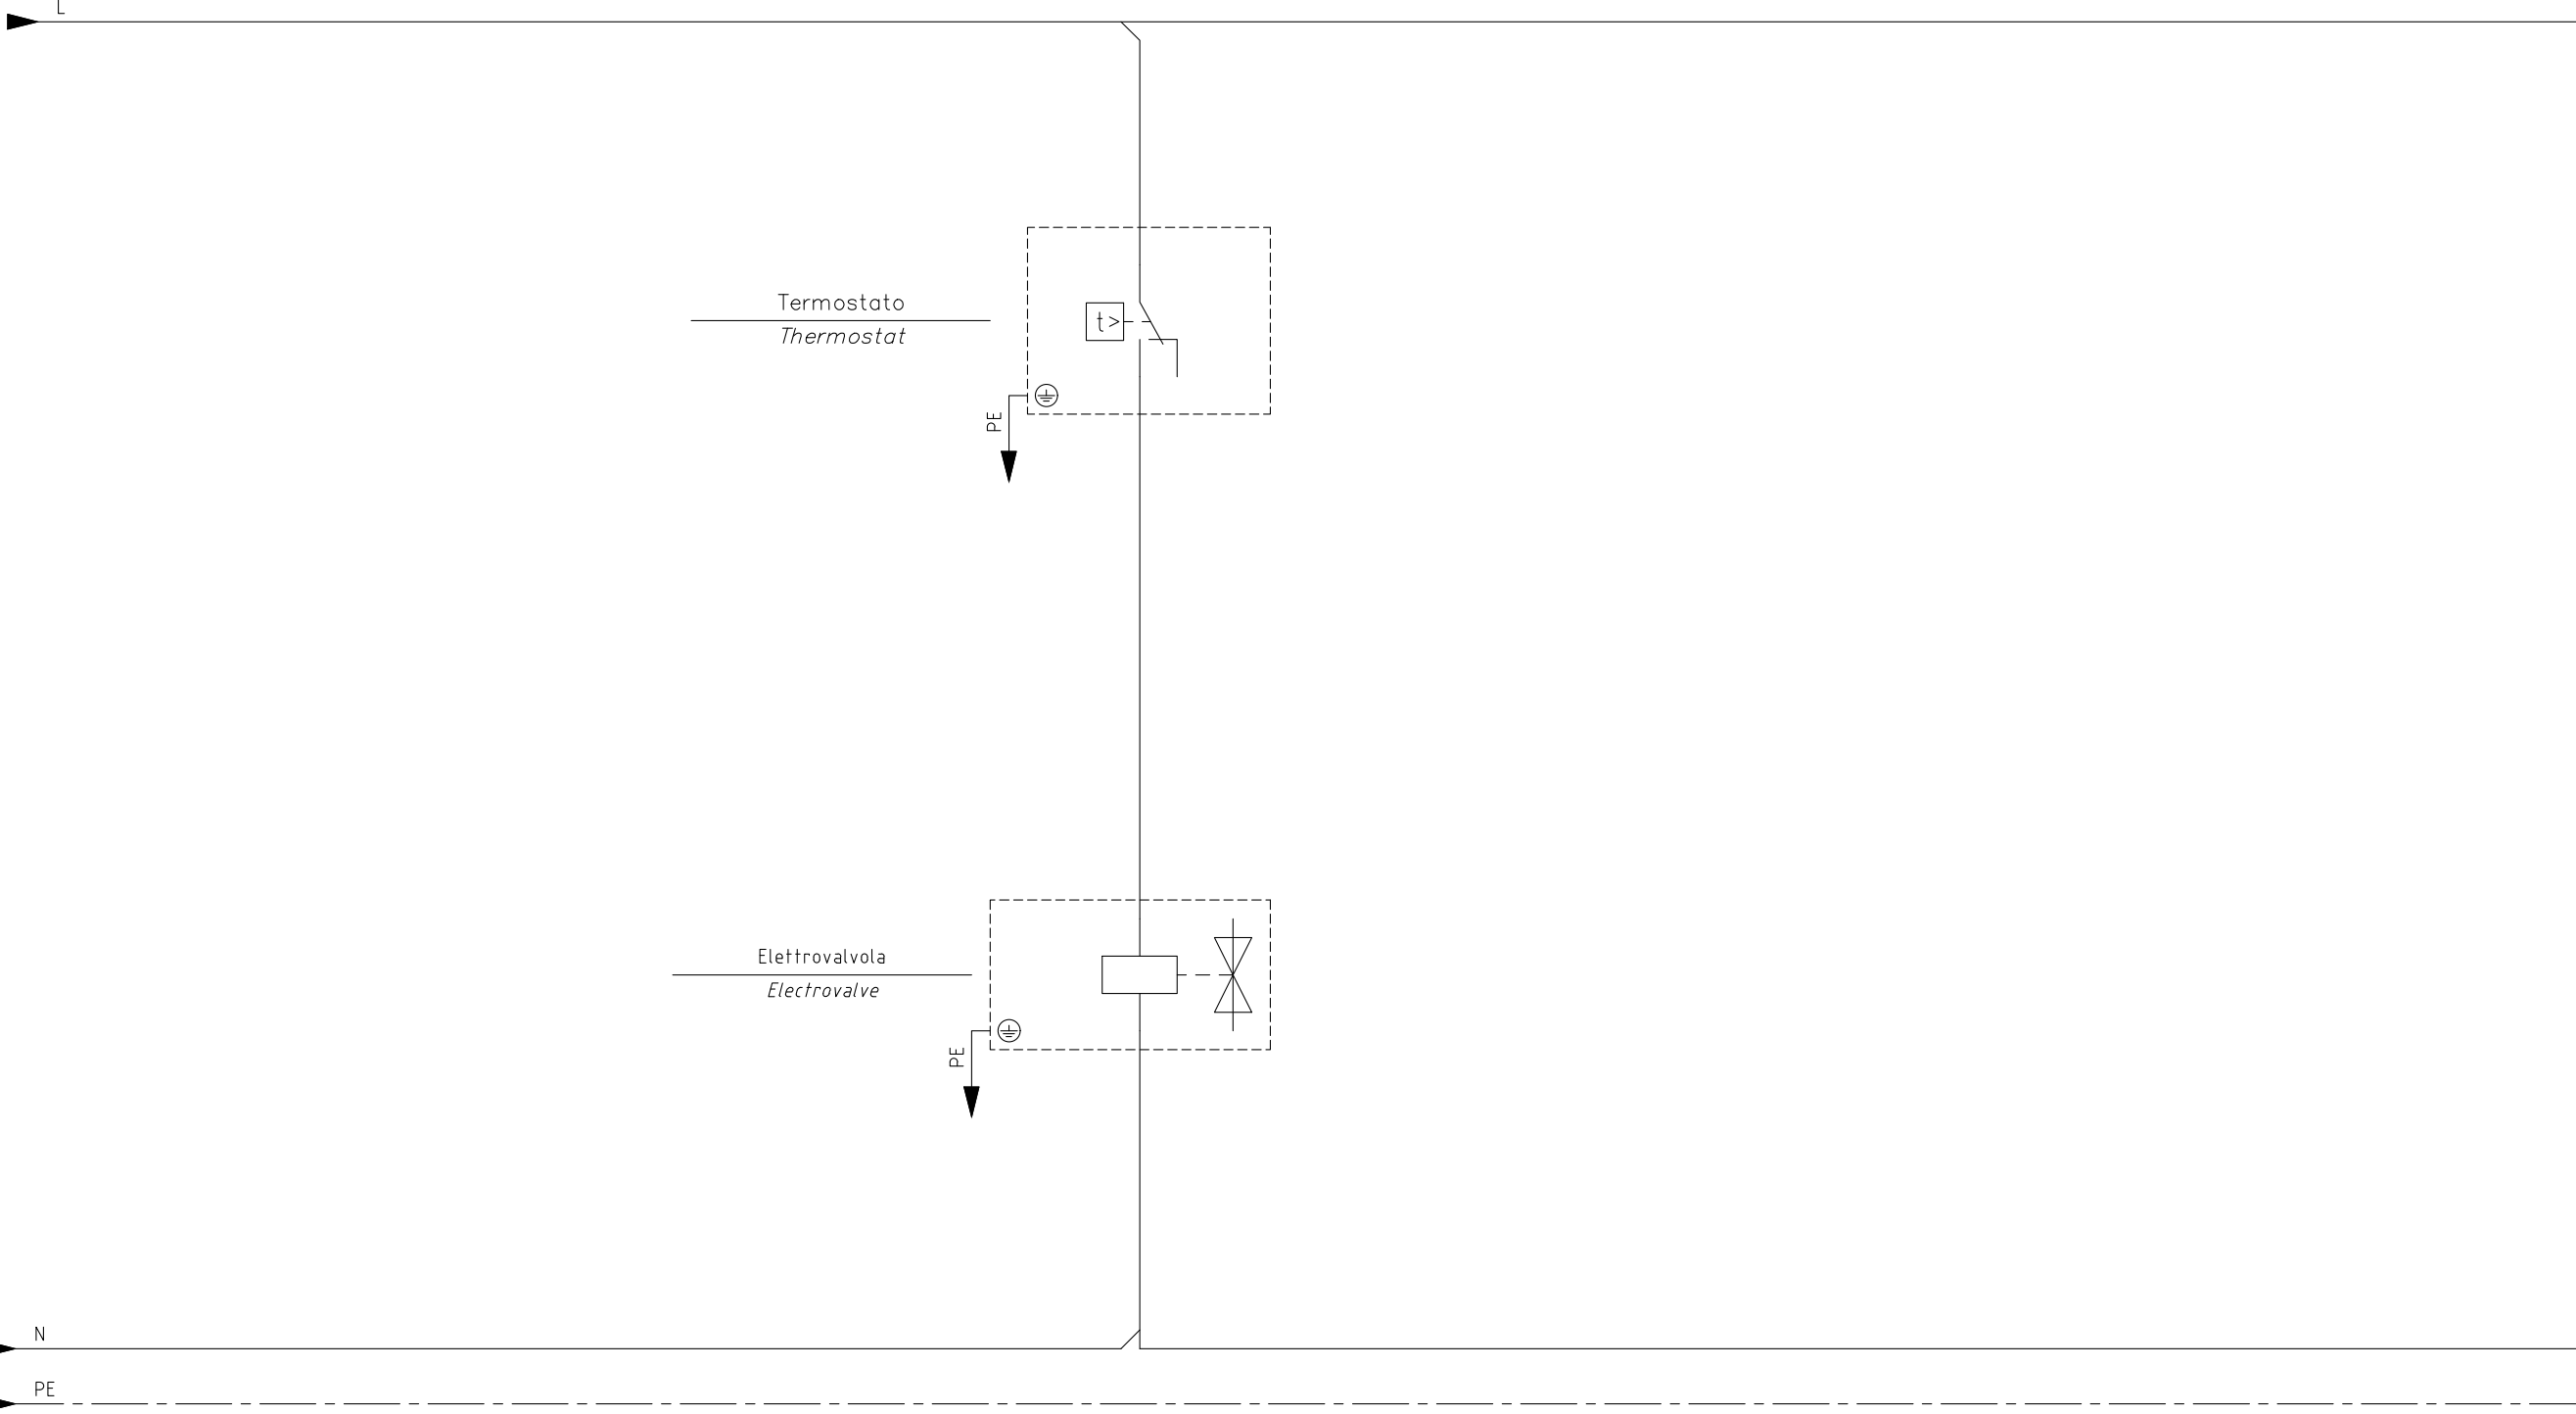 L
Termostato
Thermostat
t>
PE
Elettrovalvola
Electrovalve
PE
N
PE